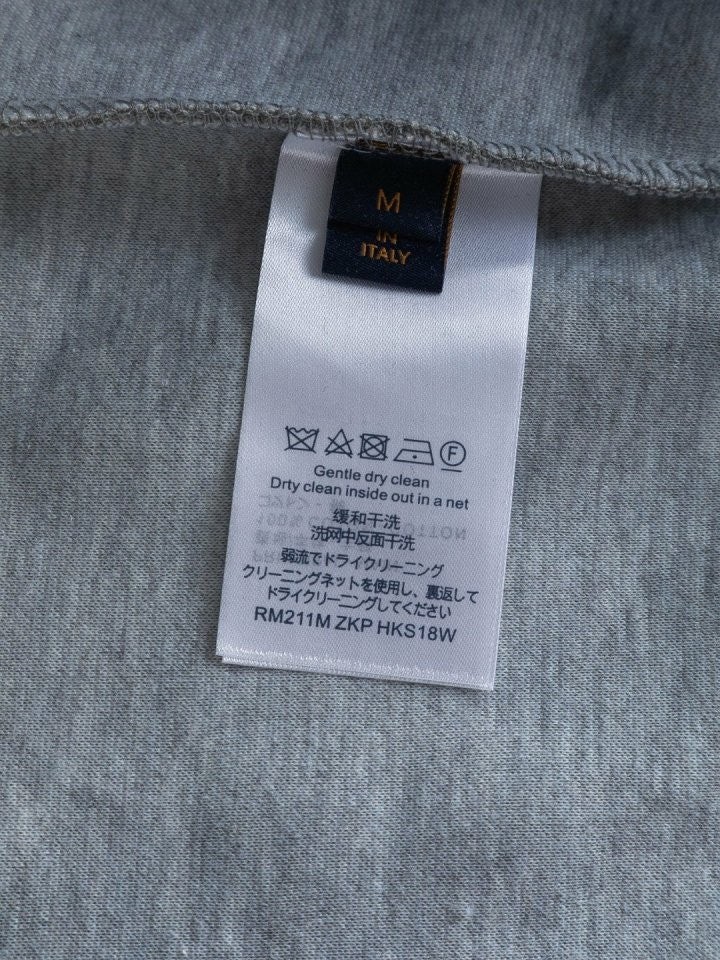 M
IN
ITALY
F
Gentle dry clean
Drty clean inside out in a net
缓和干洗
洗网中反面干洗
弱流でドライクリーニング
クリーニングネットを使用し、裏返して
ドライクリーニングしてください
RM211M ZKP HKS18W